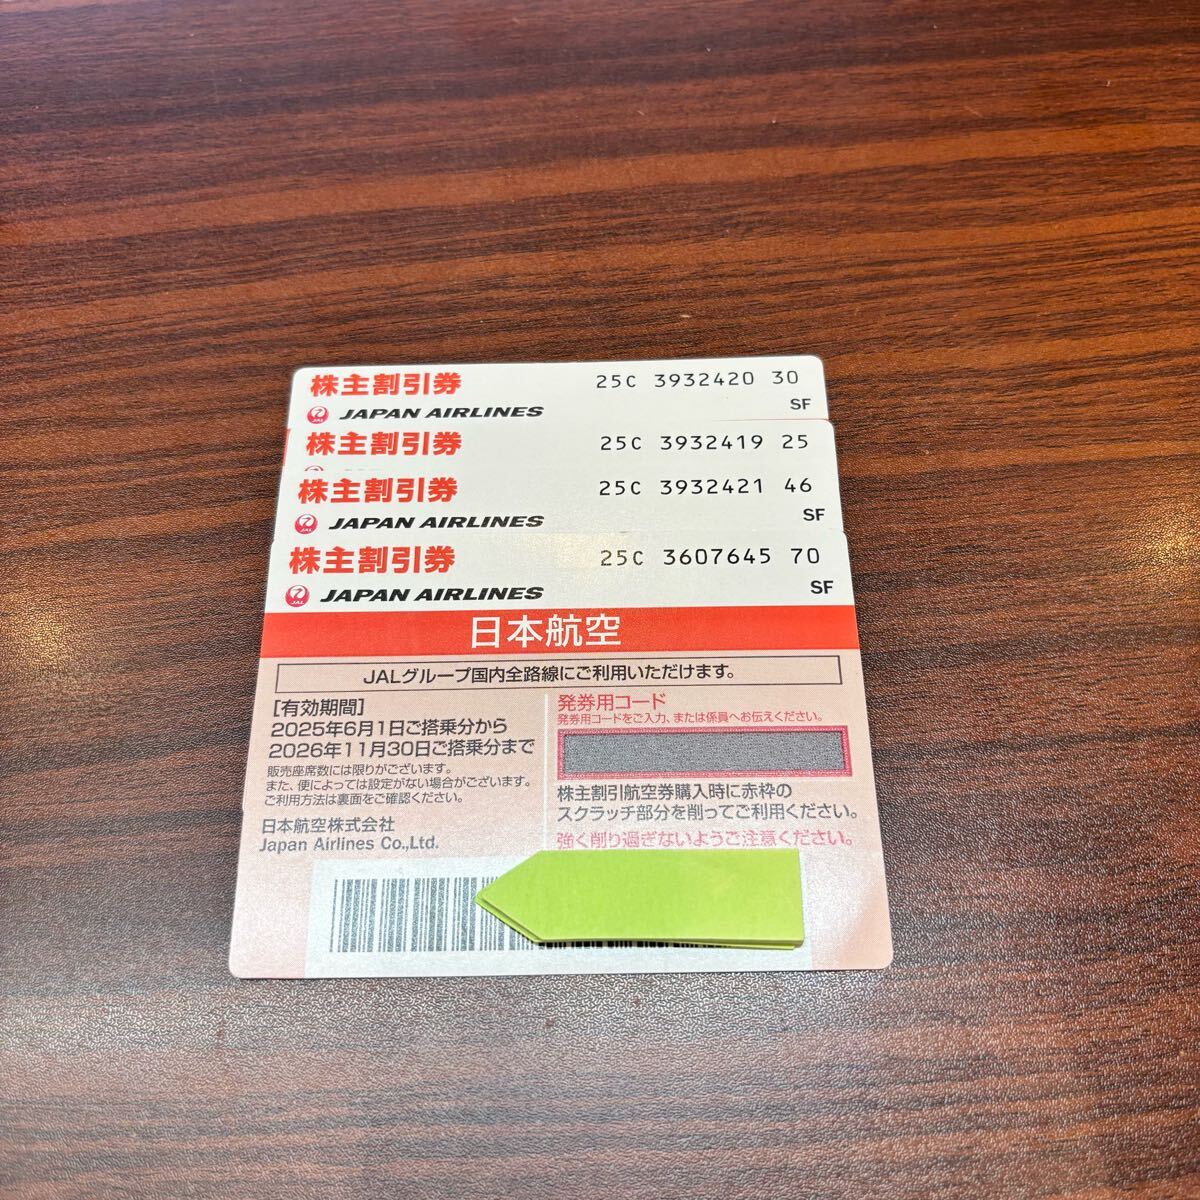 株主割引券 25C 3932420 30
JAL JAPAN AIRLINES SF
株主割引券 25C 3932419 25
株主割引券 25C 3932421 46
JAL JAPAN AIRLINES SF
株主割引券 25C 3607645 70
JAL JAPAN AIRLINES SF
日本航空
JALグループ国内全路線にご利用いただけます。
[有効期間]
2025年6月1日ご搭乗分から
2026年11月30日ご搭乗分まで
販売座席数には限りがございます。
また、便によっては設定がない場合がございます。
ご利用方法は裏面をご確認ください。
日本航空株式会社
Japan Airlines Co.,Ltd.
発券用コード
発券用コードをご入力、または係員へお伝えください。
株主割引航空券購入時に赤枠の
スクラッチ部分を削ってご利用ください。
強く削り過ぎないようご注意ください。